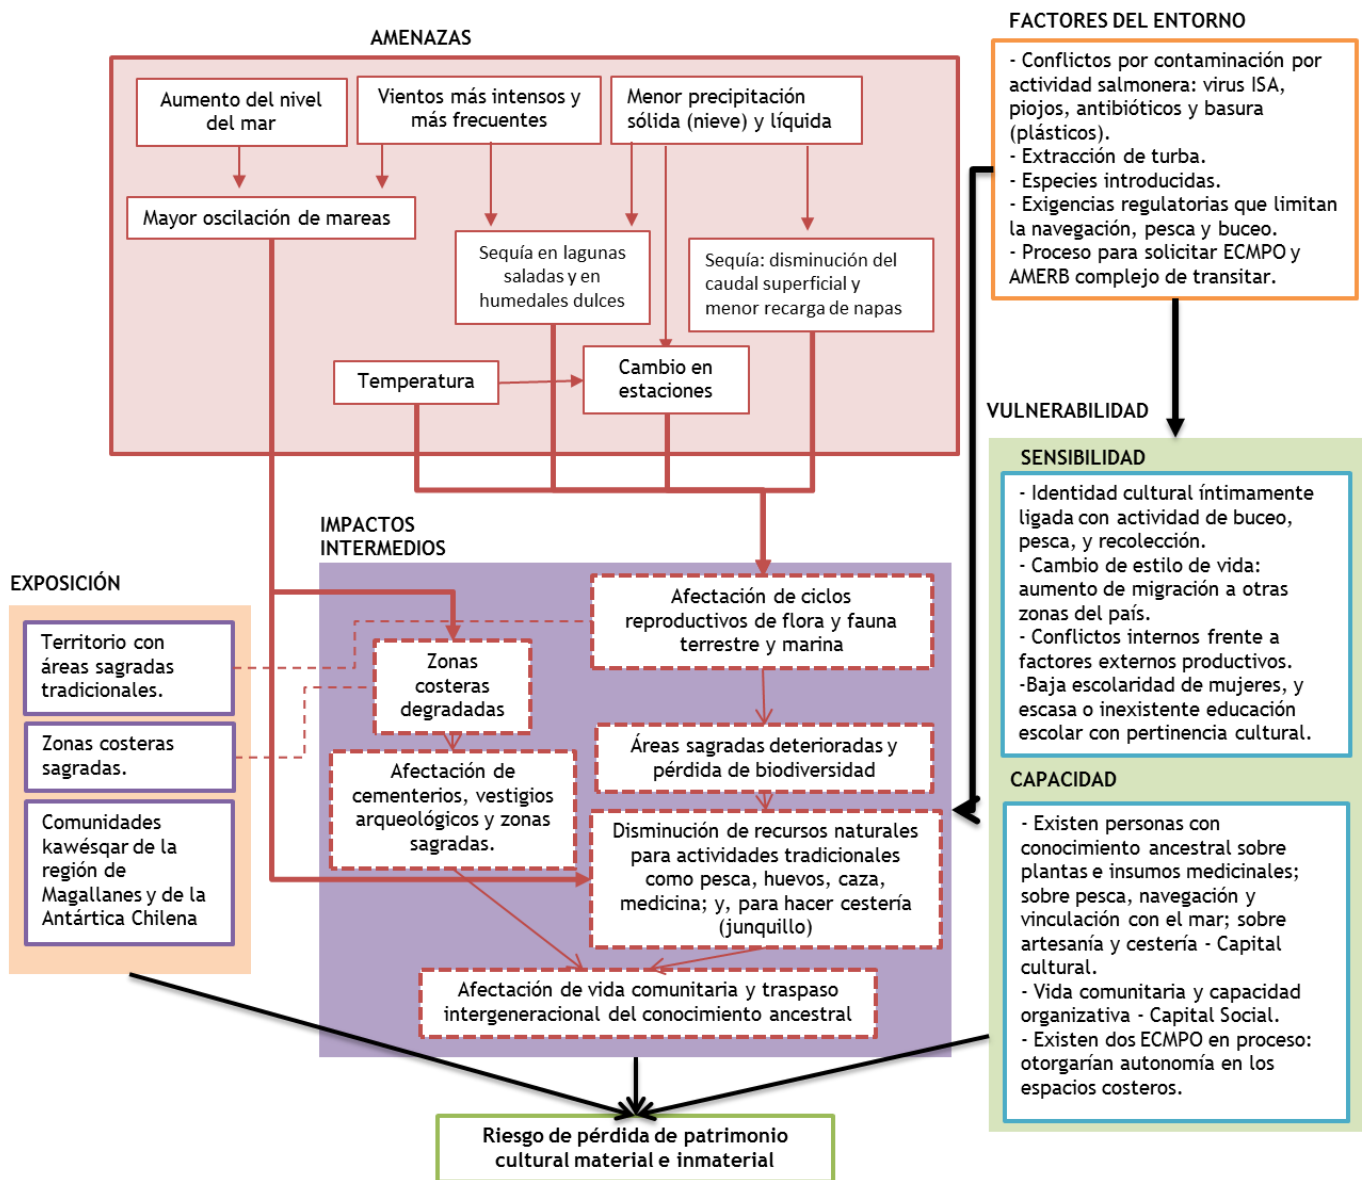 AMENAZAS
Aumento del nivel
del mar
Vientos más intensos y
más frecuentes
Menor precipitación
sólida (nieve) y líquida
Mayor oscilación de mareas
Sequía en lagunas
saladas y en
humedales dulces
Sequía: disminución del
caudal superficial y
menor recarga de napas
Temperatura
Cambio en
estaciones
FACTORES DEL ENTORNO
- Conflictos por contaminación por
actividad salmonera: virus ISA,
piojos, antibióticos y basura
(plásticos).
- Extracción de turba.
- Especies introducidas.
- Exigencias regulatorias que limitan
la navegación, pesca y buceo.
- Proceso para solicitar ECMPO y
AMERB complejo de transitar.
VULNERABILIDAD
SENSIBILIDAD
- Identidad cultural íntimamente
ligada con actividad de buceo,
pesca, y recolección.
- Cambio de estilo de vida:
aumento de migración a otras
zonas del país.
- Conflictos internos frente a
factores externos productivos.
-Baja escolaridad de mujeres, y
escasa o inexistente educación
escolar con pertinencia cultural.
CAPACIDAD
- Existen personas con
conocimiento ancestral sobre
plantas e insumos medicinales;
sobre pesca, navegación y
vinculación con el mar; sobre
artesanía y cestería - Capital
cultural.
- Vida comunitaria y capacidad
organizativa - Capital Social.
- Existen dos ECMPO en proceso:
otorgarían autonomía en los
espacios costeros.
EXPOSICIÓN
Territorio con
áreas sagradas
tradicionales.
Zonas costeras
sagradas.
Comunidades
kawésqar de la
región de
Magallanes y de la
Antártica Chilena
IMPACTOS
INTERMEDIOS
Afectación de ciclos
reproductivos de flora y fauna
terrestre y marina
Zonas
costeras
degradadas
Áreas sagradas deterioradas y
pérdida de biodiversidad
Afectación de
cementerios, vestigios
arqueológicos y zonas
sagradas.
Disminución de recursos naturales
para actividades tradicionales
como pesca, huevos, caza,
medicina; y, para hacer cestería
(junquillo)
Afectación de vida comunitaria y traspaso
intergeneracional del conocimiento ancestral
Riesgo de pérdida de patrimonio
cultural material e inmaterial